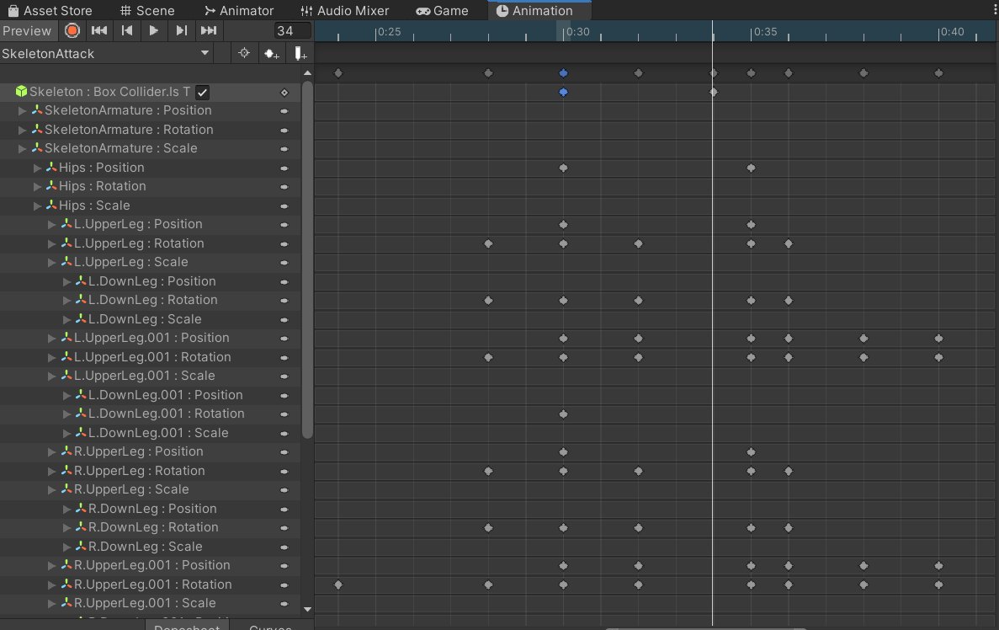 Asset Store Scene Animator Audio Mixer Game Animation
Preview 34 0:25 0:30 0:35 0:40
SkeletonAttack
Skeleton : Box Collider.Is T
SkeletonArmature : Position
SkeletonArmature : Rotation
SkeletonArmature : Scale
Hips : Position
Hips : Rotation
Hips : Scale
L.UpperLeg : Position
L.UpperLeg : Rotation
L.UpperLeg : Scale
L.DownLeg : Position
L.DownLeg : Rotation
L.DownLeg : Scale
L.UpperLeg.001 : Position
L.UpperLeg.001 : Rotation
L.UpperLeg.001 : Scale
L.DownLeg.001 : Position
L.DownLeg.001 : Rotation
L.DownLeg.001 : Scale
R.UpperLeg : Position
R.UpperLeg : Rotation
R.UpperLeg : Scale
R.DownLeg : Position
R.DownLeg : Rotation
R.DownLeg : Scale
R.UpperLeg.001 : Position
R.UpperLeg.001 : Rotation
R.UpperLeg.001 : Scale
Dopesheet Curves